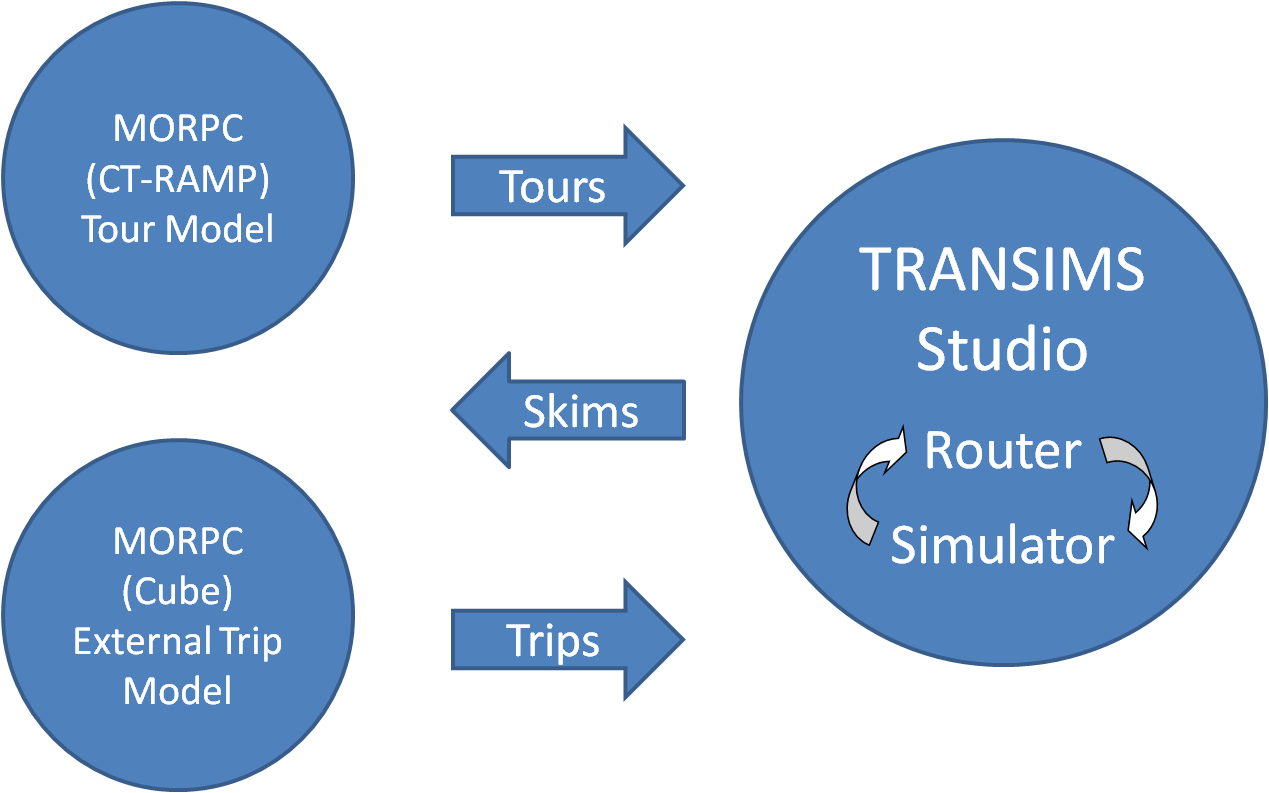 MORPC
(CT-RAMP)
Tour Model
Tours
TRANSIMS
Studio
Router
Simulator
Skims
MORPC
(Cube)
External Trip
Model
Trips